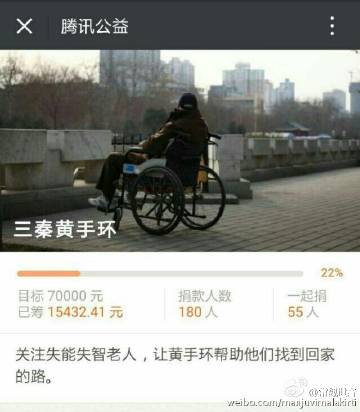 腾讯公益
三秦黄手环
22%
目标 70000 元 捐款人数 一起捐
已筹 15432.41 元 180 人 55 人
关注失能失智老人，让黄手环帮助他们找到回家
的路。
weibo.com/manjuvimalakirti